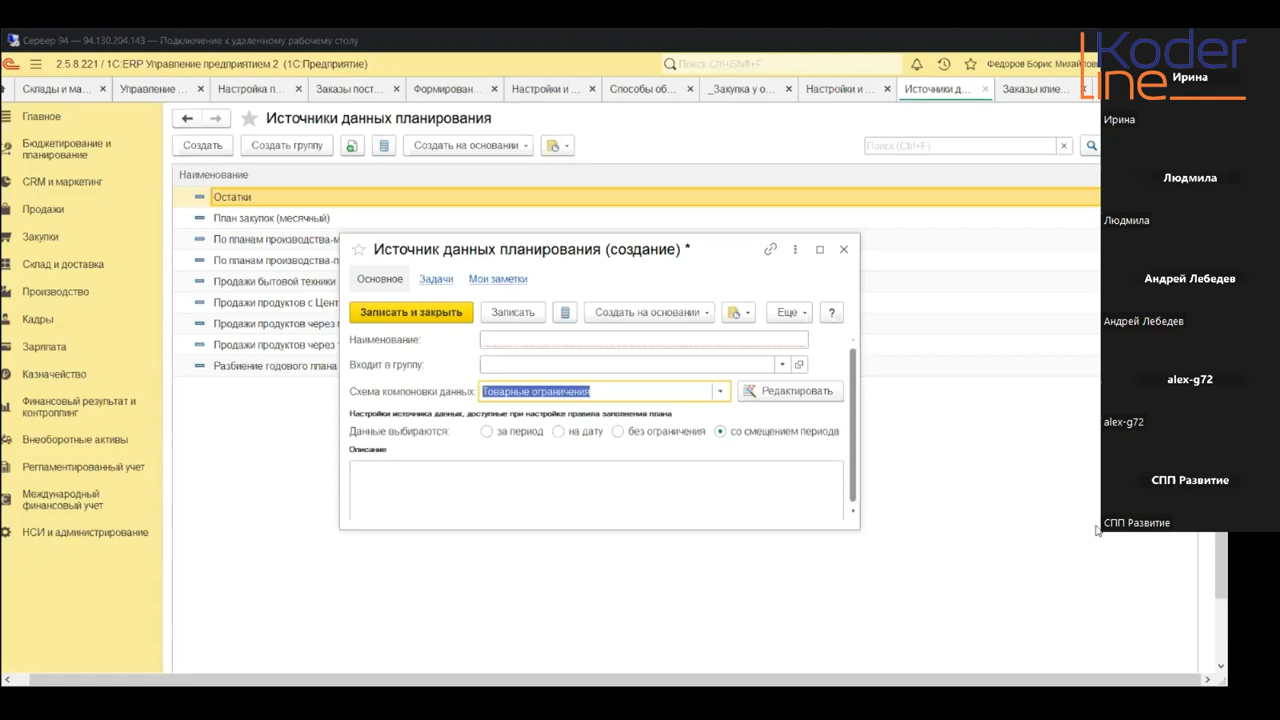 Сервер 94 — 94.130.204.143 — Подключение к удаленному рабочему столу
2.5.8.221 / 1С:ERP Управление предприятием 2 (1С:Предприятие)
Поиск Ctrl+Shift+F
Федоров Борис Михайлов
Склады и ма...
Управление ...
Настройка п...
Заказы пост...
Формирован...
Настройки и ...
Способы об...
_Закупка у о...
Настройки и ...
Источники д...
Заказы клие...
Главное
Бюджетирование и
планирование
CRM и маркетинг
Продажи
Закупки
Склад и доставка
Производство
Кадры
Зарплата
Казначейство
Финансовый результат и
контроллинг
Внеоборотные активы
Регламентированный учет
Международный
финансовый учет
НСИ и администрирование
Источники данных планирования
Создать
Создать группу
Создать на основании
Поиск (Ctrl+F)
Наименование
Остатки
План закупок (месячный)
По планам производства-м
По планам производства-п
Продажи бытовой техники
Продажи продуктов с Цент
Продажи продуктов через
Продажи продуктов через
Разбиение годового плана
Источник данных планирования (создание) *
Основное
Задачи
Мои заметки
Записать и закрыть
Записать
Создать на основании
Еще
?
Наименование:
Входит в группу:
Схема компоновки данных:
Товарные ограничения
Редактировать
Настройки источника данных, доступные при настройке правила заполнения плана
Данные выбираются:
за период
на дату
без ограничения
со смещением периода
Описание
Koder
Line
Ирина
Ирина
Людмила
Людмила
Андрей Лебедев
Андрей Лебедев
alex-g72
alex-g72
СПП Развитие
СПП Развитие